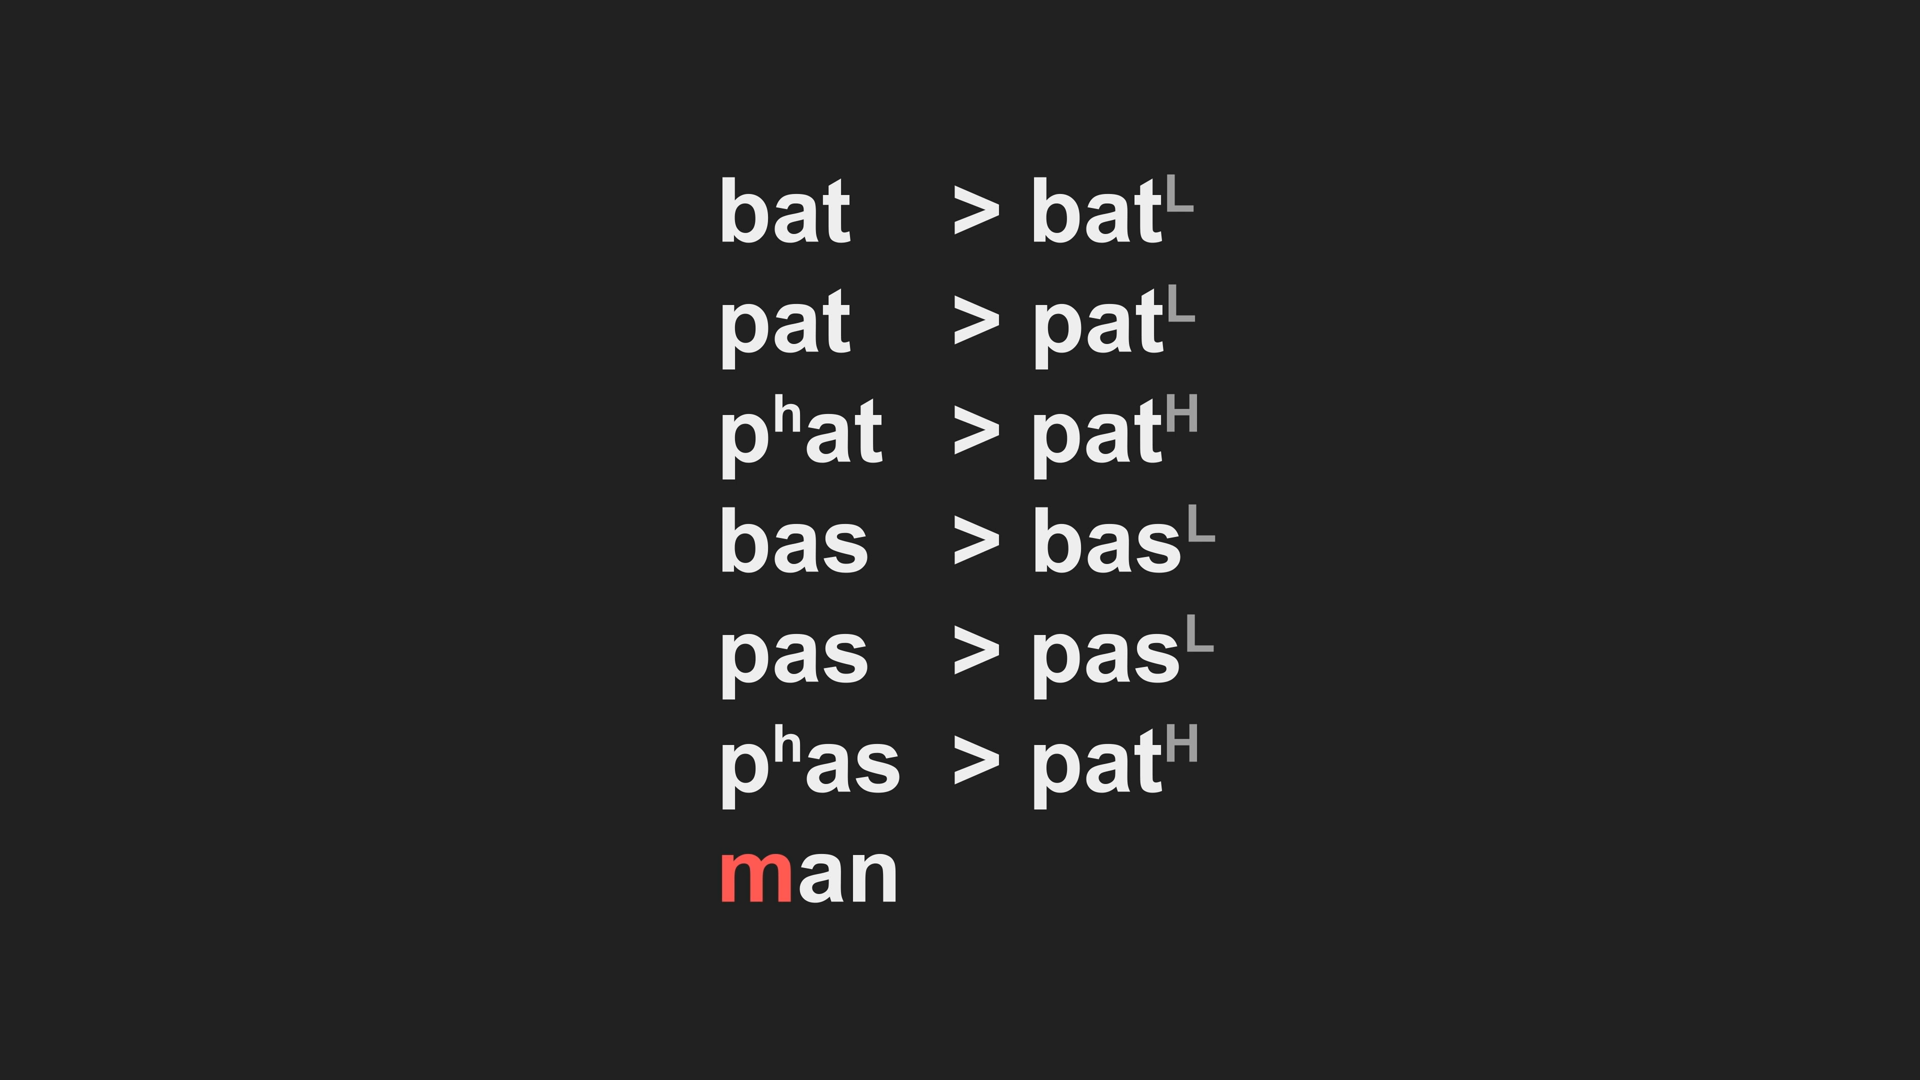 bat > batᴸ
pat > patᴸ
pʰat > patᴴ
bas > basᴸ
pas > pasᴸ
pʰas > patᴴ
man